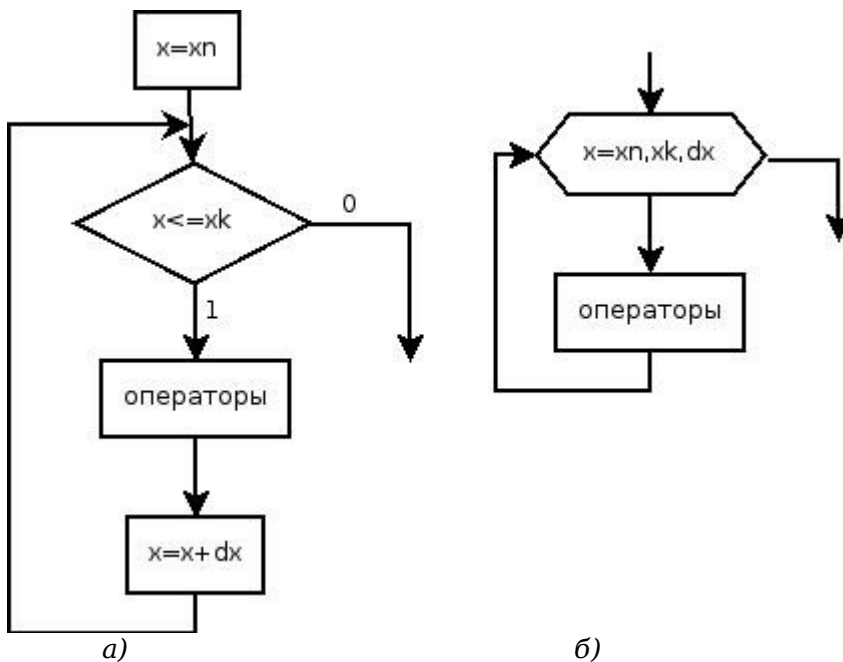 x=xn
x<=xk
0
1
операторы
x=x+dx
а)
x=xn,xk,dx
операторы
б)